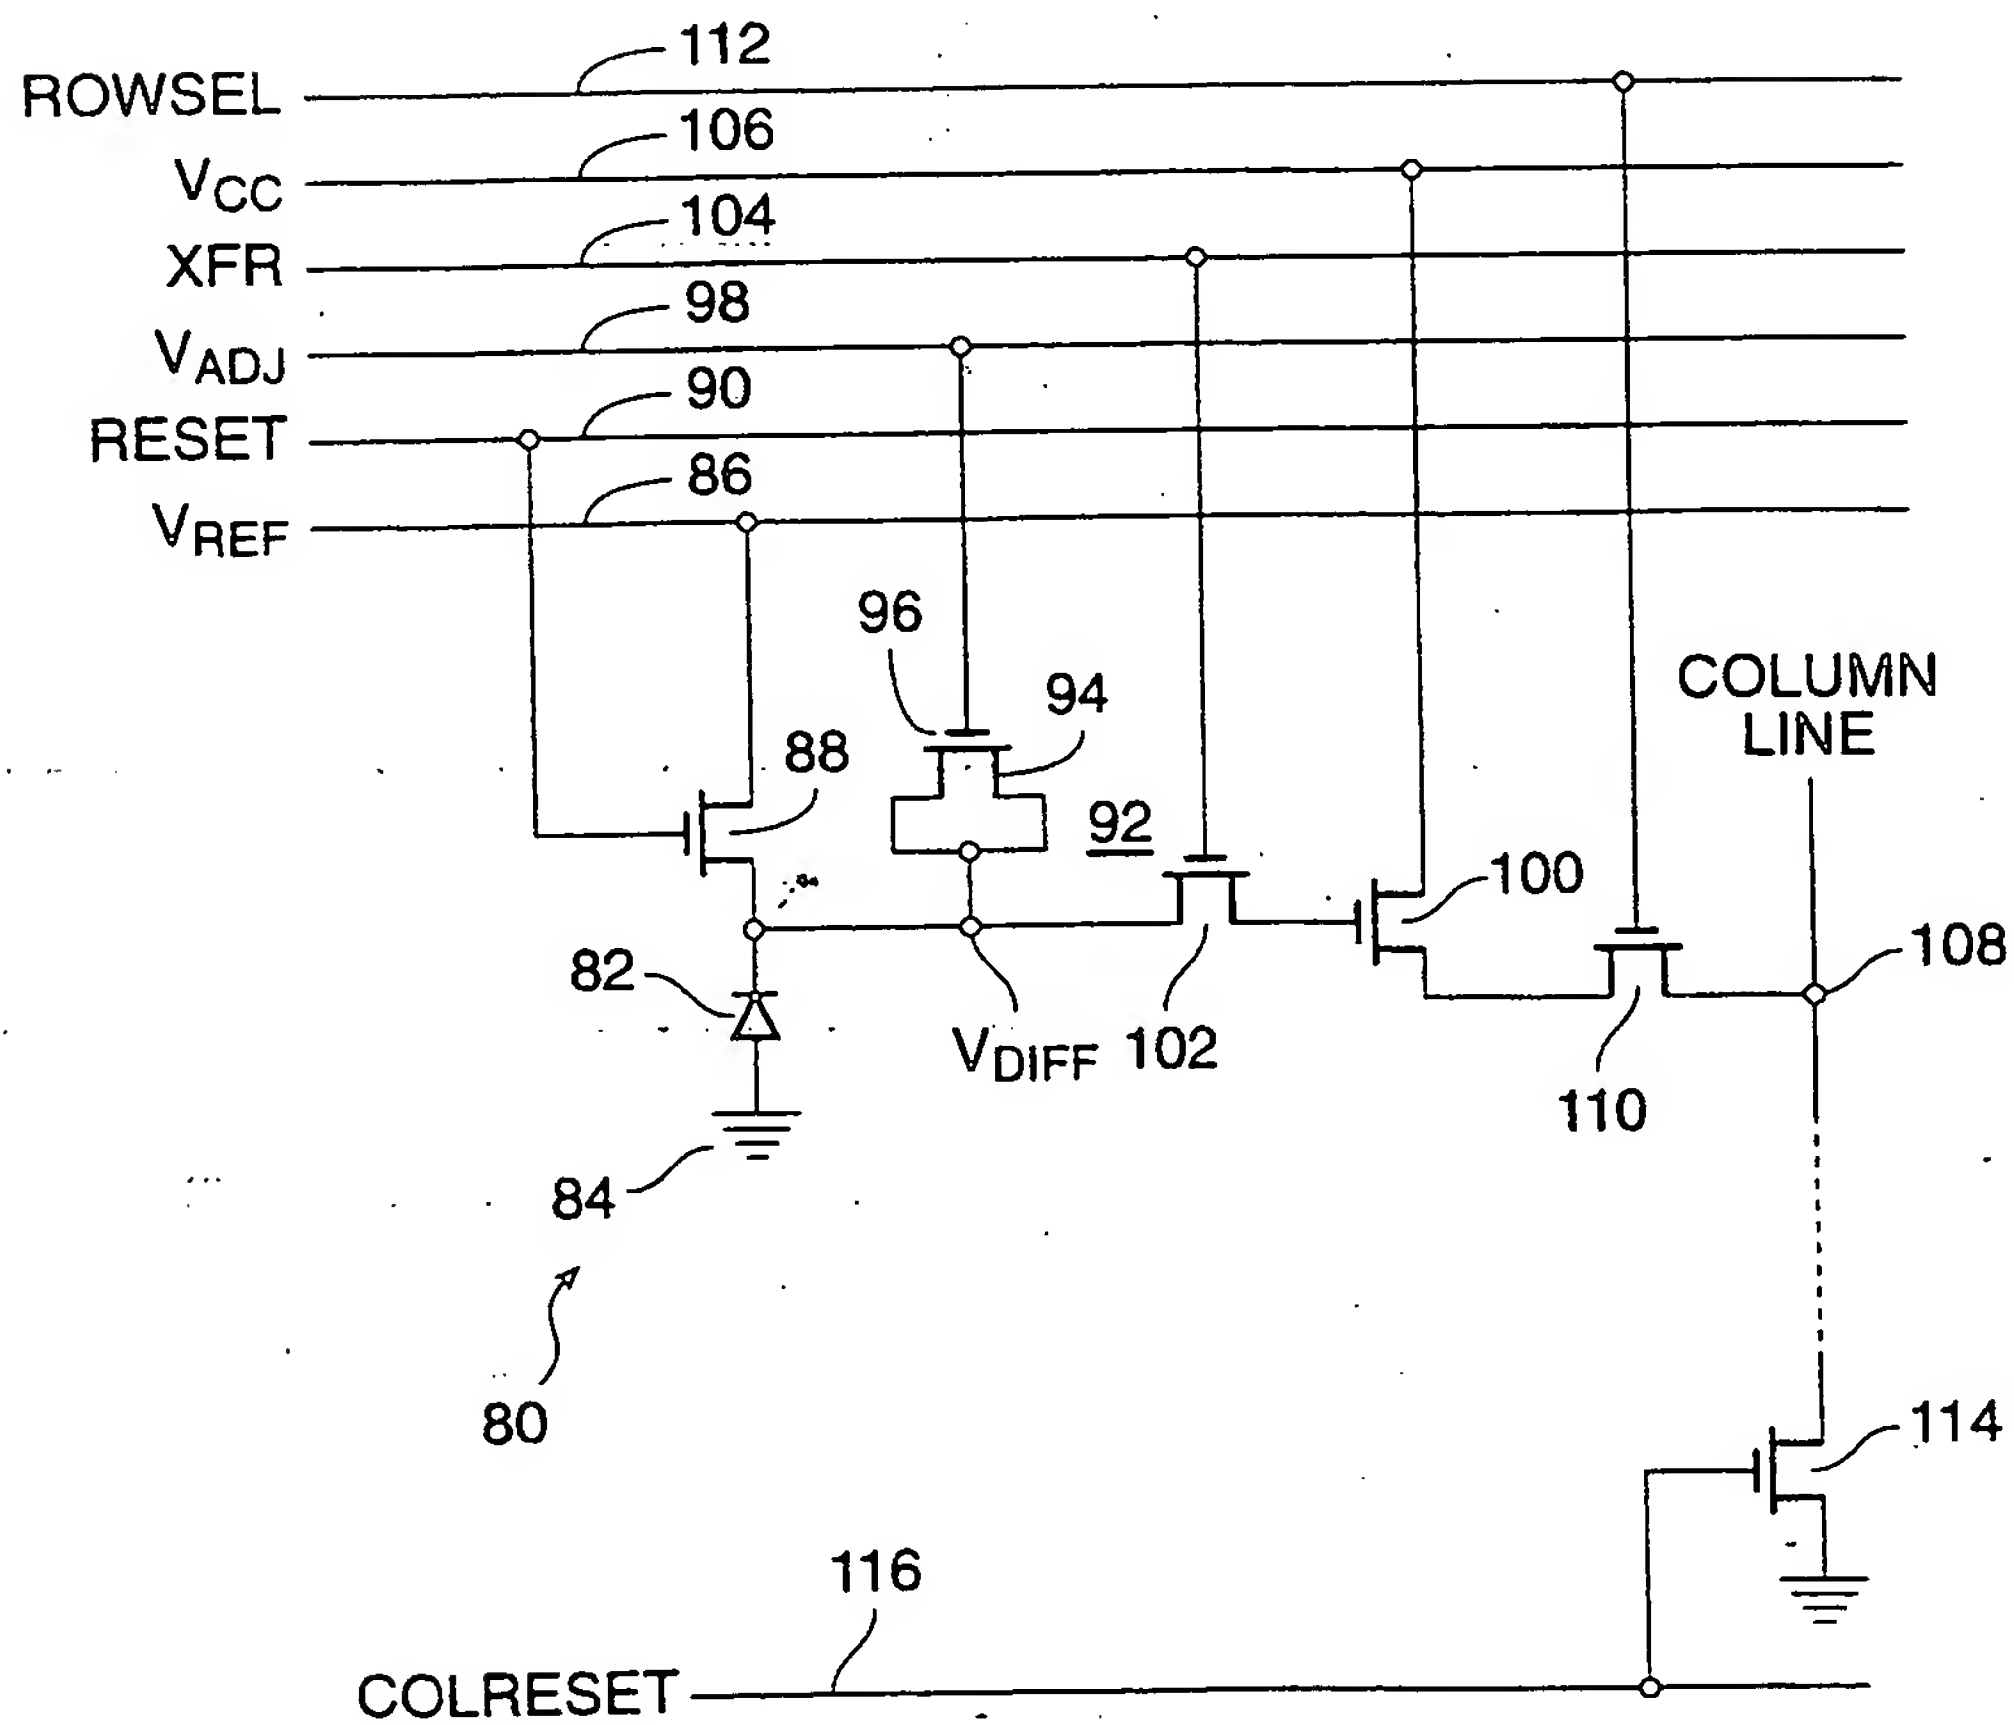 112
ROWSEL
106
VCC
104
XFR
98
VADJ
90
RESET
86
VREF
96
94
COLUMN
LINE
88
92
100
108
82
VDIFF
102
110
84
80
114
116
COLRESET